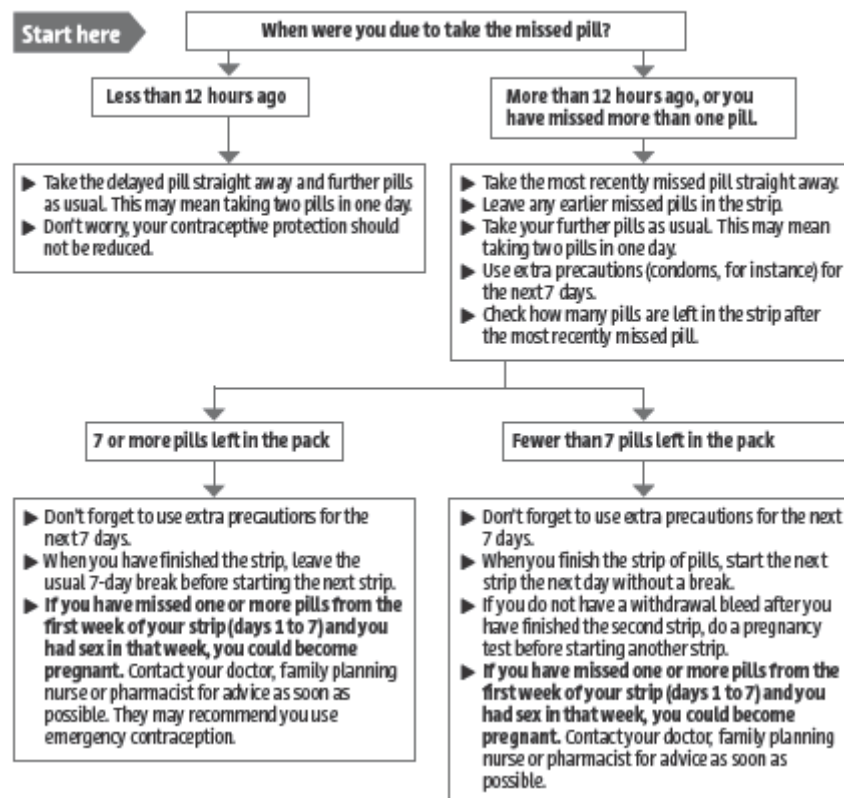 Start here
When were you due to take the missed pill?
Less than 12 hours ago
More than 12 hours ago, or you
have missed more than one pill.
▶ Take the delayed pill straight away and further pills
as usual. This may mean taking two pills in one day.
▶ Don't worry, your contraceptive protection should
not be reduced.
▶ Take the most recently missed pill straight away.
▶ Leave any earlier missed pills in the strip.
▶ Take your further pills as usual. This may mean
taking two pills in one day.
▶ Use extra precautions (condoms, for instance) for
the next 7 days.
▶ Check how many pills are left in the strip after
the most recently missed pill.
7 or more pills left in the pack
Fewer than 7 pills left in the pack
▶ Don't forget to use extra precautions for the
next 7 days.
▶ When you have finished the strip, leave the
usual 7-day break before starting the next strip.
▶ If you have missed one or more pills from the
first week of your strip (days 1 to 7) and you
had sex in that week, you could become
pregnant. Contact your doctor, family planning
nurse or pharmacist for advice as soon as
possible. They may recommend you use
emergency contraception.
▶ Don't forget to use extra precautions for the next
7 days.
▶ When you finish the strip of pills, start the next
strip the next day without a break.
▶ If you do not have a withdrawal bleed after you
have finished the second strip, do a pregnancy
test before starting another strip.
▶ If you have missed one or more pills from the
first week of your strip (days 1 to 7) and you
had sex in that week, you could become
pregnant. Contact your doctor, family planning
nurse or pharmacist for advice as soon as
possible.